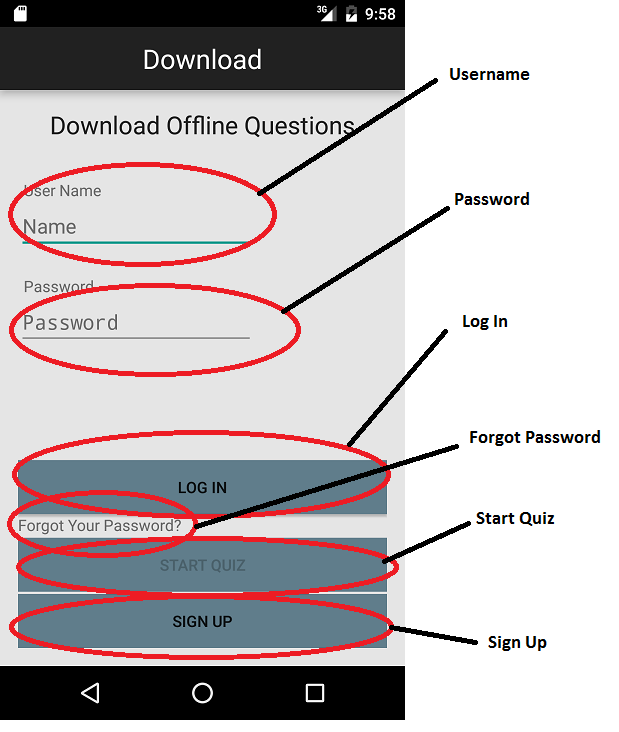 3G 9:58
Download
Download Offline Questions
Username
User Name
Name
Password
Password
Password
Log In
LOG IN
Forgot Password
Forgot Your Password?
Start Quiz
START QUIZ
SIGN UP
Sign Up